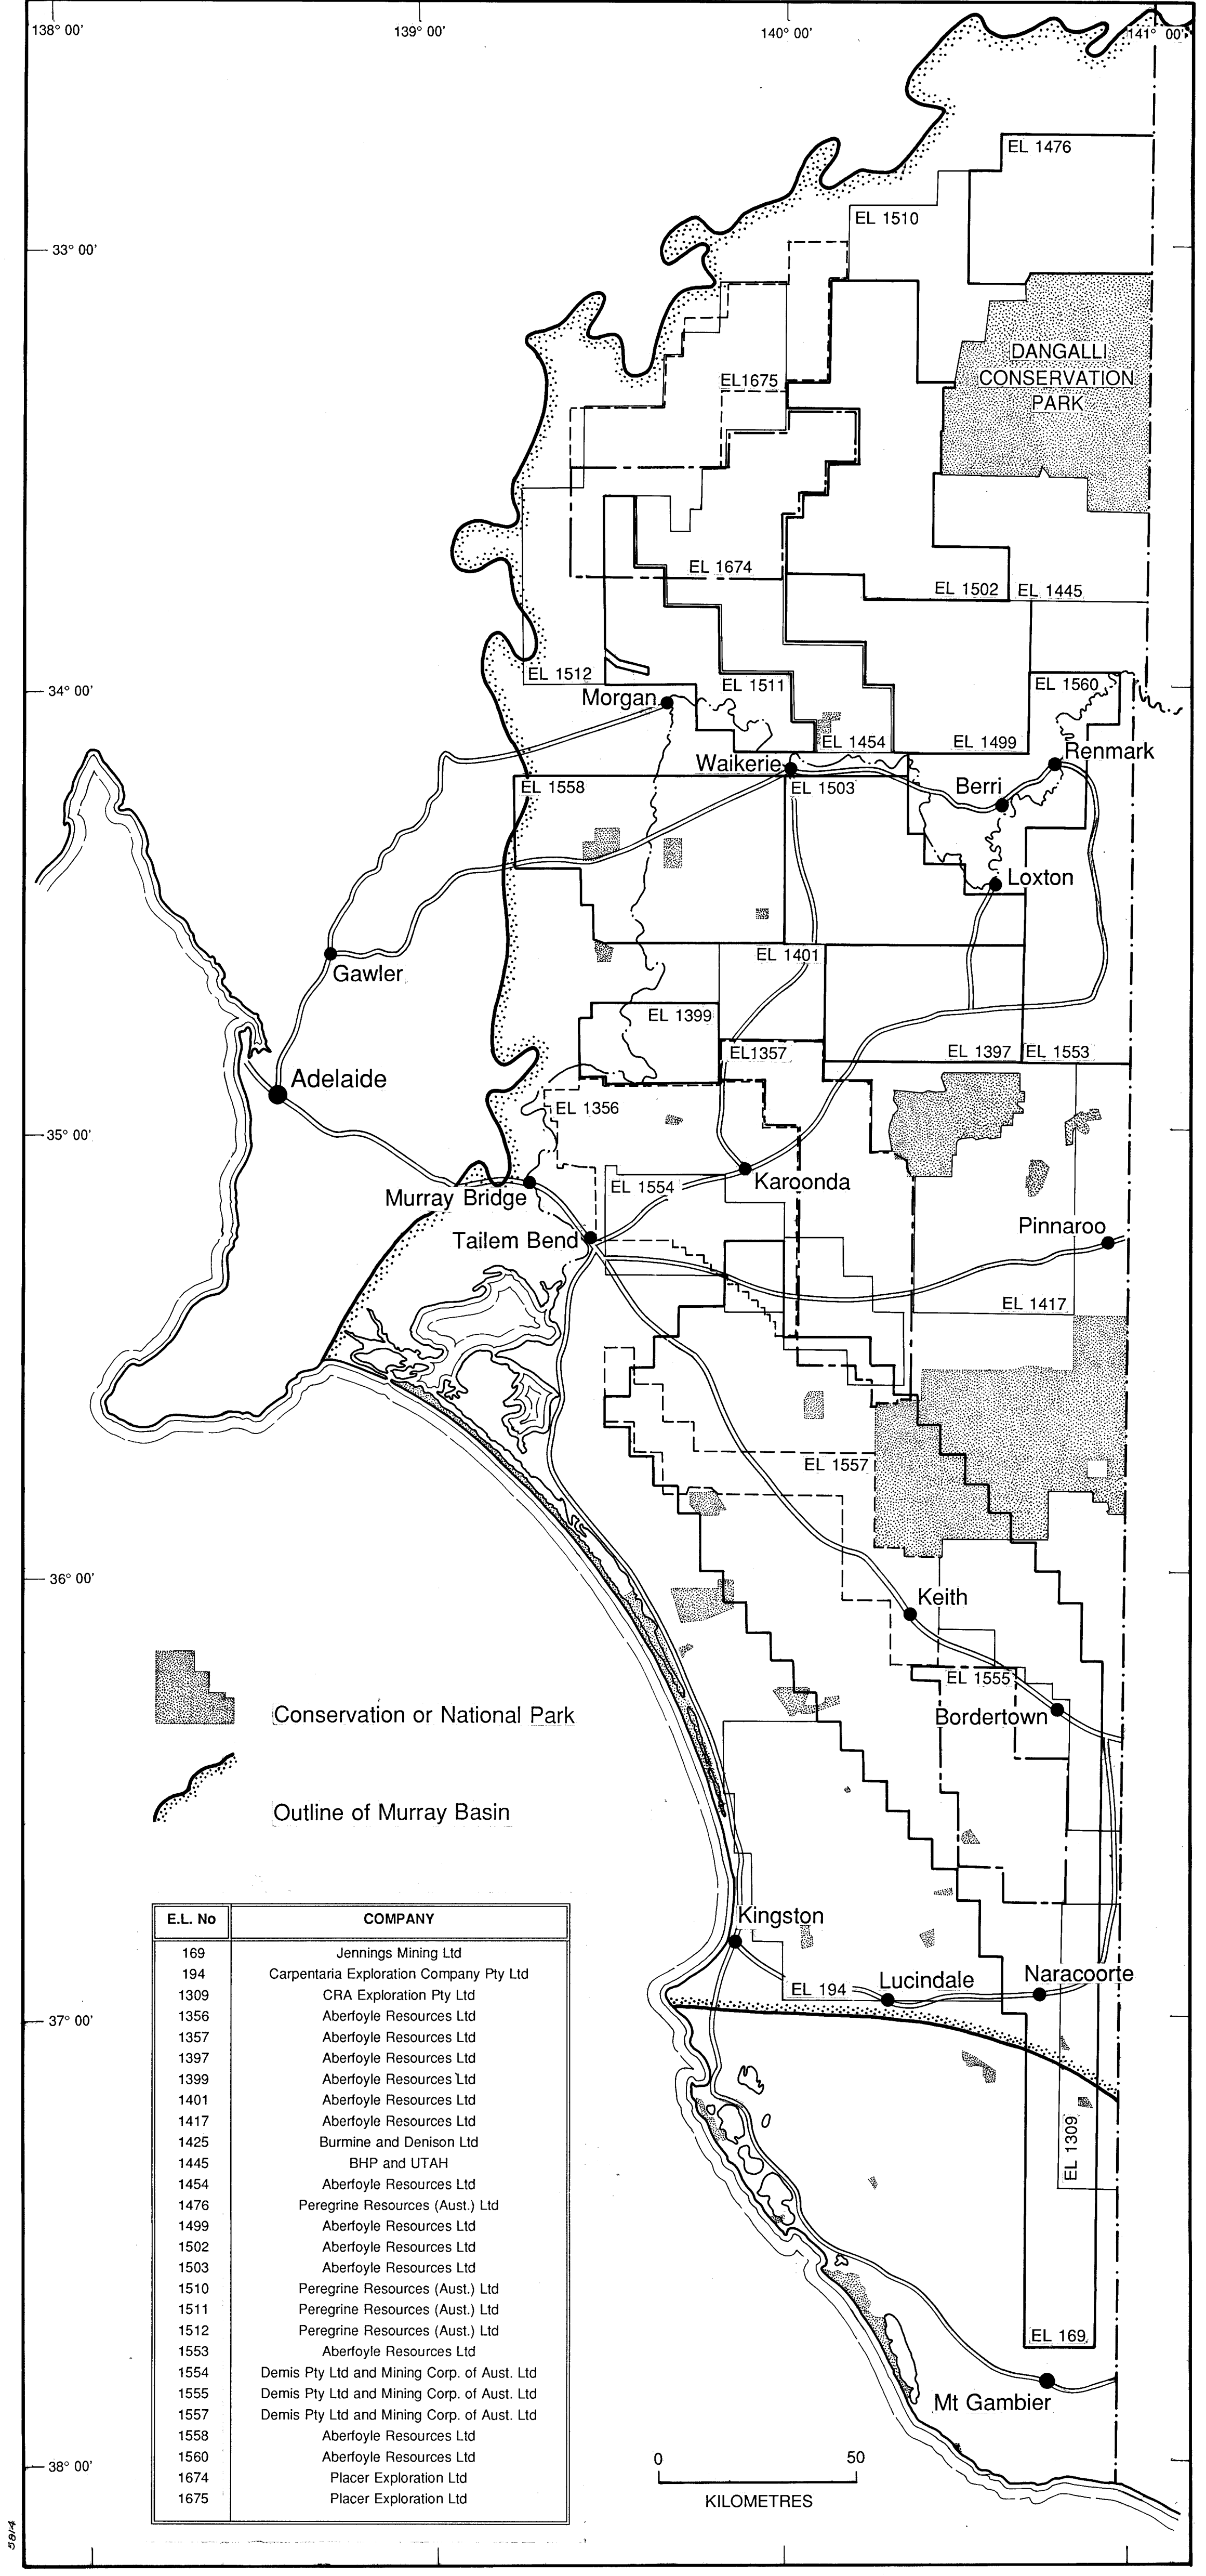 138° 00'
139° 00'
140° 00'
141° 00'
EL 1476
EL 1510
33° 00'
DANGALLI
CONSERVATION
PARK
EL1675
EL 1674
EL 1502
EL 1445
EL 1512
EL 1511
EL 1560
34° 00'
Morgan
EL 1454
EL 1499
Renmark
Waikerie
EL 1558
EL 1503
Berri
Loxton
EL 1401
Gawler
EL 1399
EL1357
EL 1397
EL 1553
Adelaide
EL 1356
35° 00'
Karoonda
EL 1554
Murray Bridge
Pinnaroo
Tailem Bend
EL 1417
EL 1557
36° 00'
Keith
EL 1555
Conservation or National Park
Bordertown
Outline of Murray Basin
Kingston
Naracoorte
Lucindale
EL 194
37° 00'
EL 1309
EL 169
Mt Gambier
38° 00'
0 50
KILOMETRES
E.L. No COMPANY
169 Jennings Mining Ltd
194 Carpentaria Exploration Company Pty Ltd
1309 CRA Exploration Pty Ltd
1356 Aberfoyle Resources Ltd
1357 Aberfoyle Resources Ltd
1397 Aberfoyle Resources Ltd
1399 Aberfoyle Resources Ltd
1401 Aberfoyle Resources Ltd
1417 Aberfoyle Resources Ltd
1425 Burmine and Denison Ltd
1445 BHP and UTAH
1454 Aberfoyle Resources Ltd
1476 Peregrine Resources (Aust.) Ltd
1499 Aberfoyle Resources Ltd
1502 Aberfoyle Resources Ltd
1503 Aberfoyle Resources Ltd
1510 Peregrine Resources (Aust.) Ltd
1511 Peregrine Resources (Aust.) Ltd
1512 Peregrine Resources (Aust.) Ltd
1553 Aberfoyle Resources Ltd
1554 Demis Pty Ltd and Mining Corp. of Aust. Ltd
1555 Demis Pty Ltd and Mining Corp. of Aust. Ltd
1557 Demis Pty Ltd and Mining Corp. of Aust. Ltd
1558 Aberfoyle Resources Ltd
1560 Aberfoyle Resources Ltd
1674 Placer Exploration Ltd
1675 Placer Exploration Ltd
5814